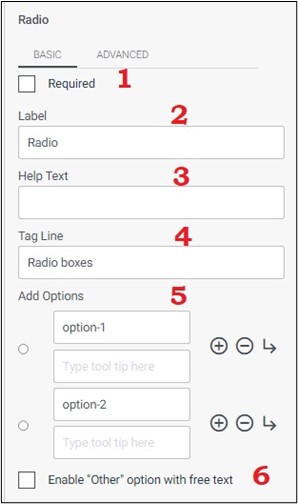 Radio
BASIC ADVANCED
Required 1
Label 2
Radio
Help Text 3
Tag Line 4
Radio boxes
Add Options 5
option-1
Type tool tip here
option-2
Type tool tip here
Enable "Other" option with free text 6